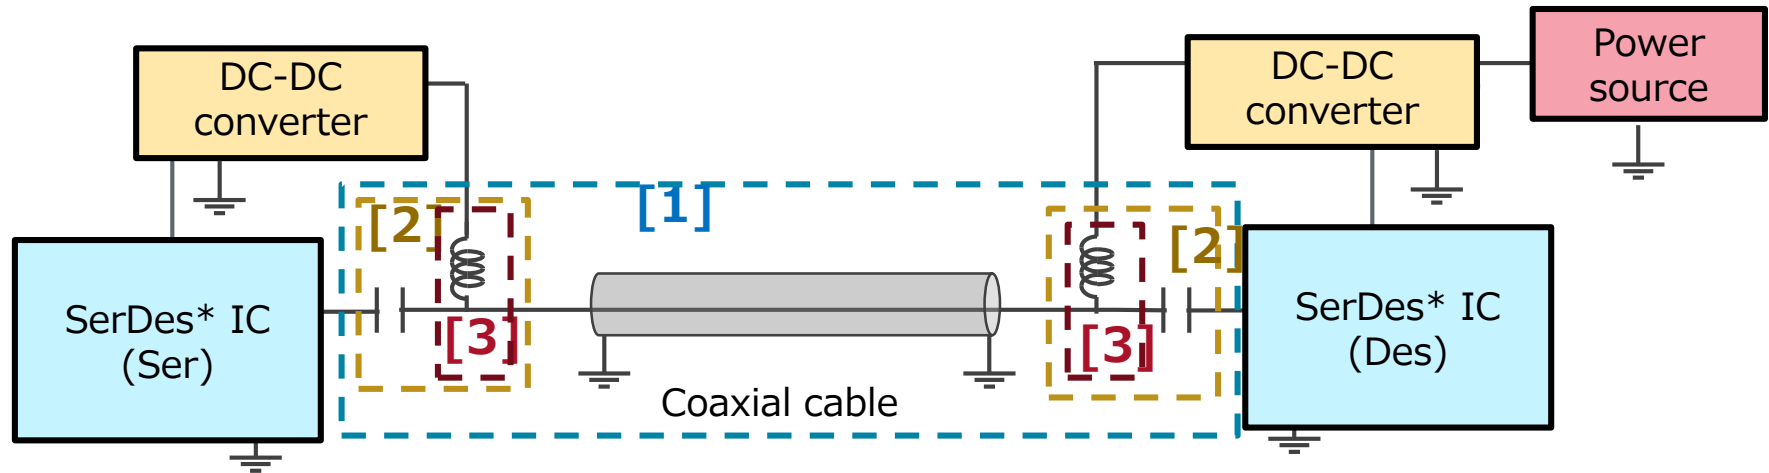 DC-DC
converter
DC-DC
converter
Power
source
[1]
[2]
[2]
[3]
[3]
SerDes* IC
(Ser)
SerDes* IC
(Des)
Coaxial cable